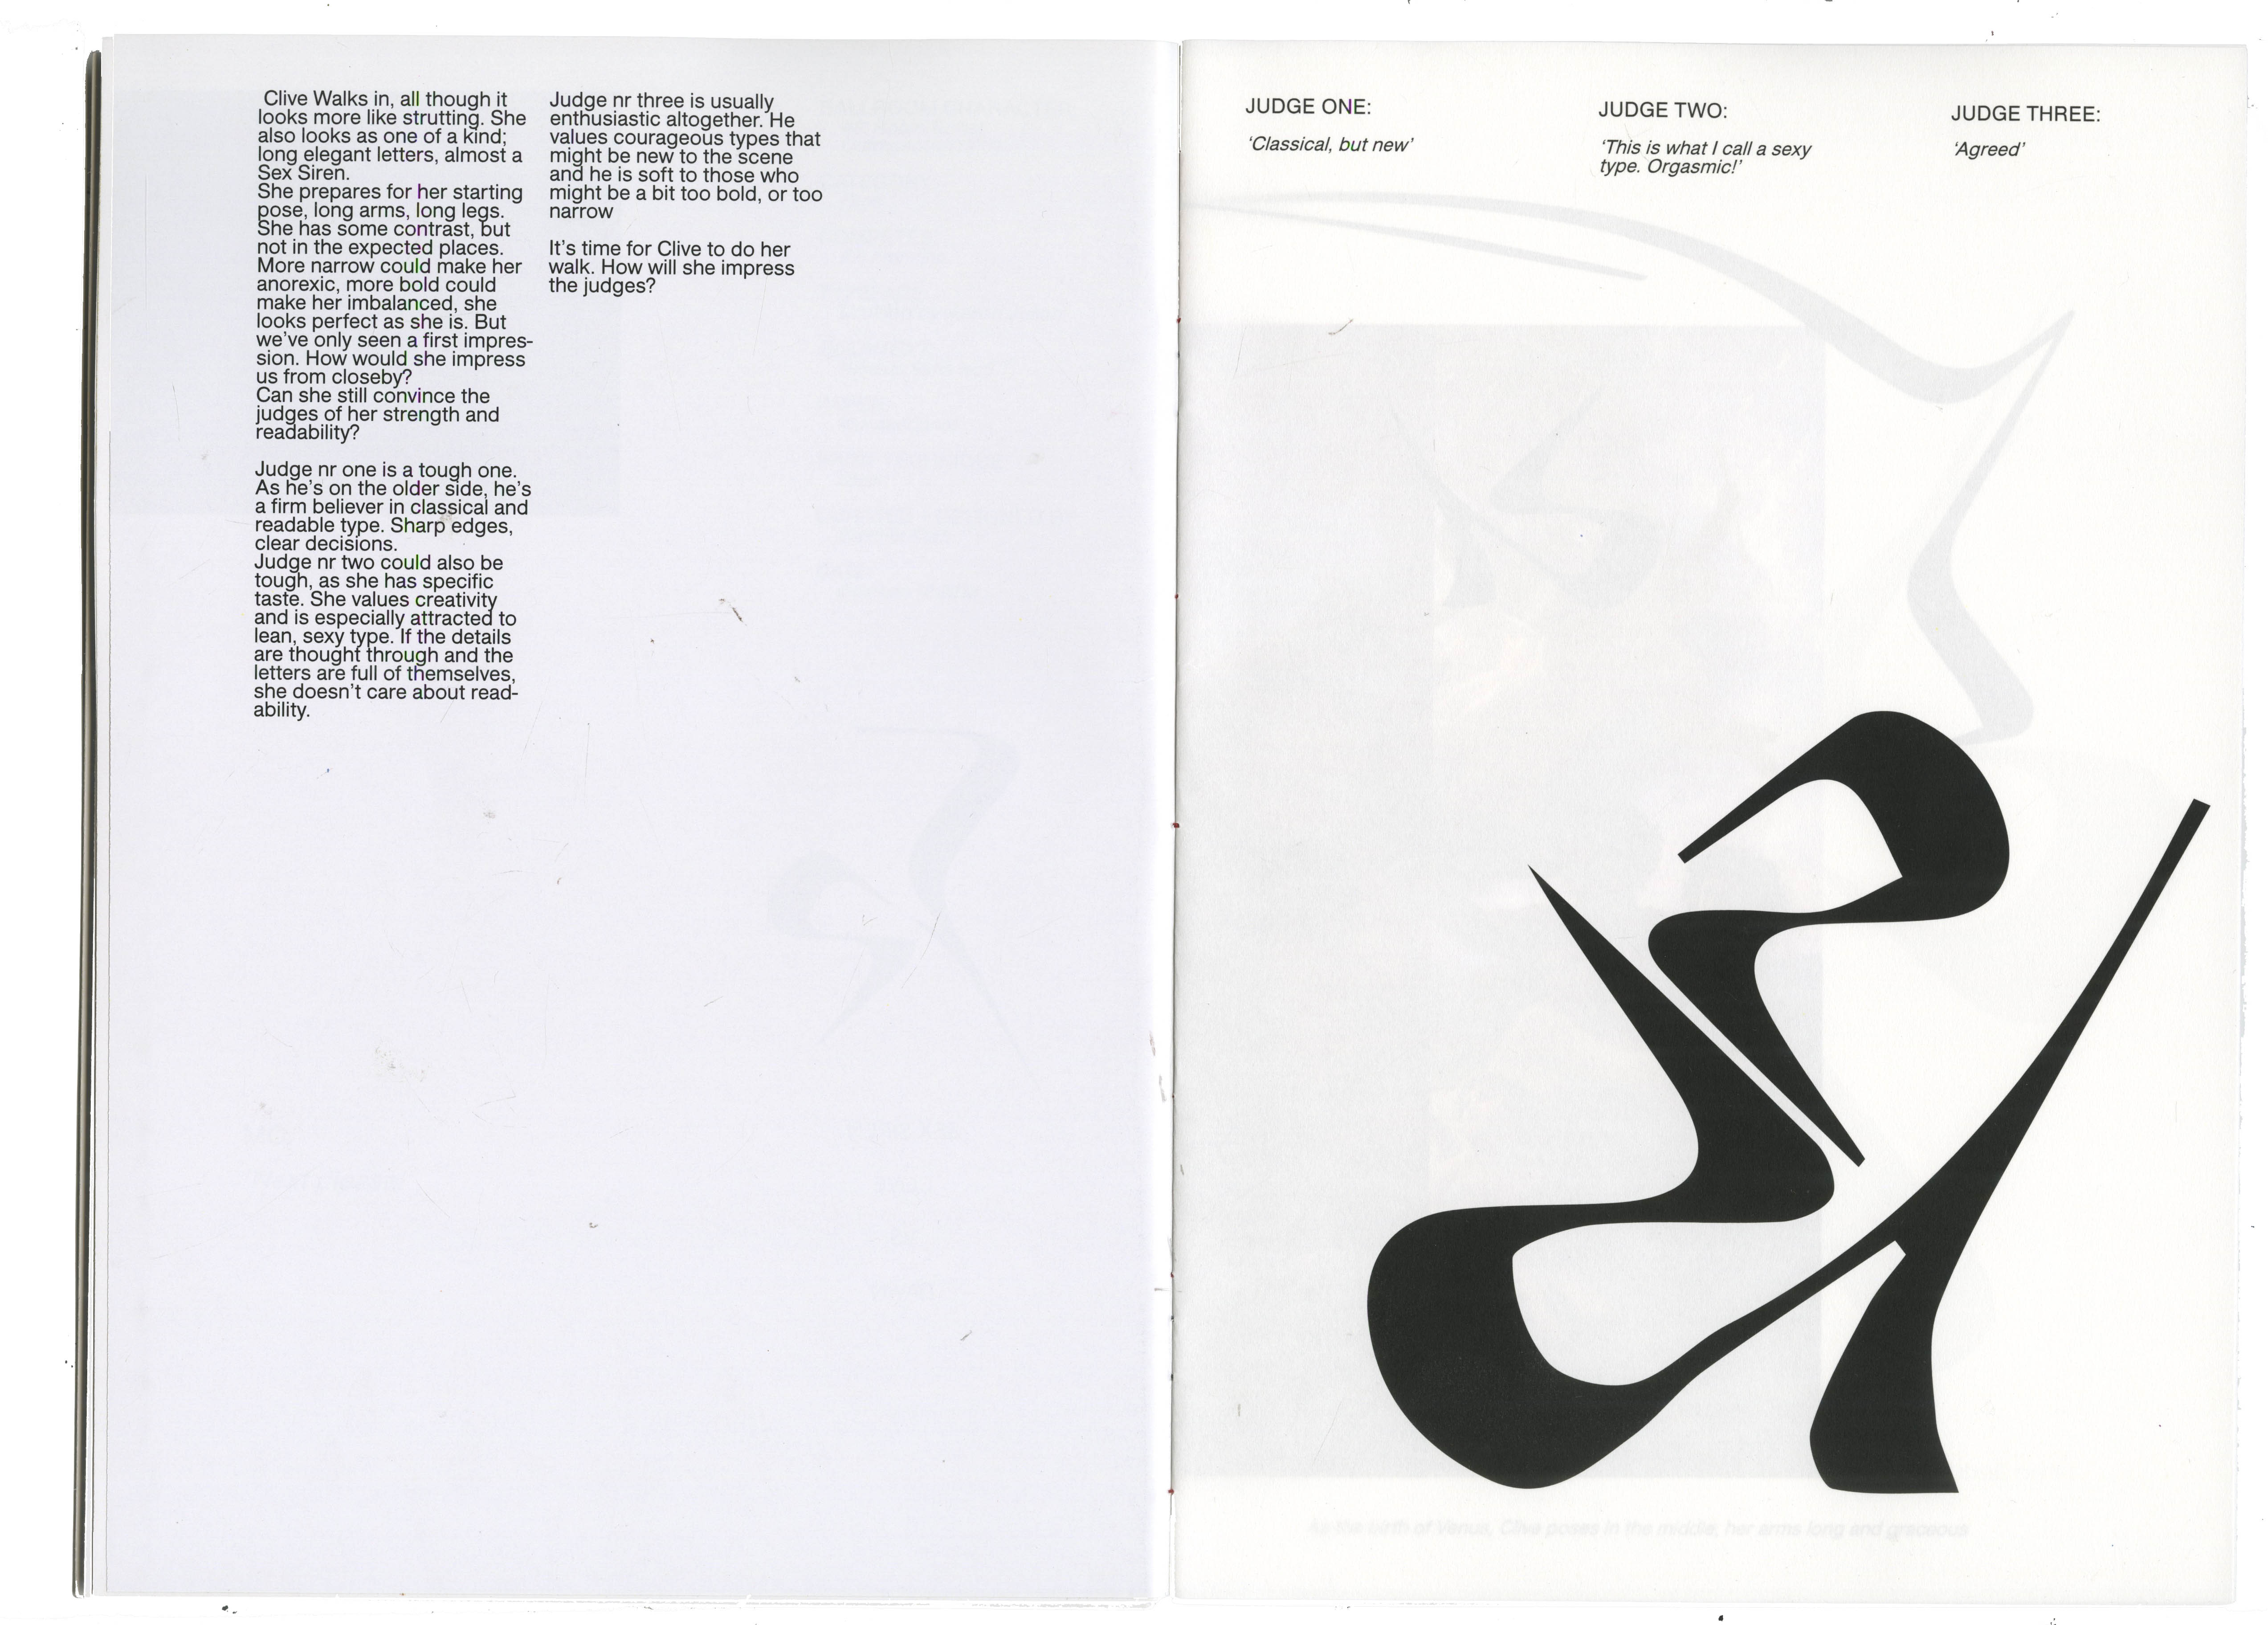 Clive Walks in, all though it
looks more like strutting. She
also looks as one of a kind;
long elegant letters, almost a
Sex Siren.
She prepares for her starting
pose, long arms, long legs.
She has some contrast, but
not in the expected places.
More narrow could make her
anorexic, more bold could
make her imbalanced, she
looks perfect as she is. But
we've only seen a first impres-
sion. How would she impress
us from closeby?
Can she still convince the
judges of her strength and
readability?
Judge nr one is a tough one.
As he's on the older side, he's
a firm believer in classical and
readable type. Sharp edges,
clear decisions.
Judge nr two could also be
tough, as she has specific
taste. She values creativity
and is especially attracted to
lean, sexy type. If the details
are thought through and the
letters are full of themselves,
she doesn't care about read-
ability.
Judge nr three is usually
enthusiastic altogether. He
values courageous types that
might be new to the scene
and he is soft to those who
might be a bit too bold, or too
narrow
It's time for Clive to do her
walk. How will she impress
the judges?
JUDGE ONE:
'Classical, but new'
JUDGE TWO:
'This is what I call a sexy
type. Orgasmic!'
JUDGE THREE:
'Agreed'
As the birth of Venus, Clive poses in the middle, her arms long and graceous